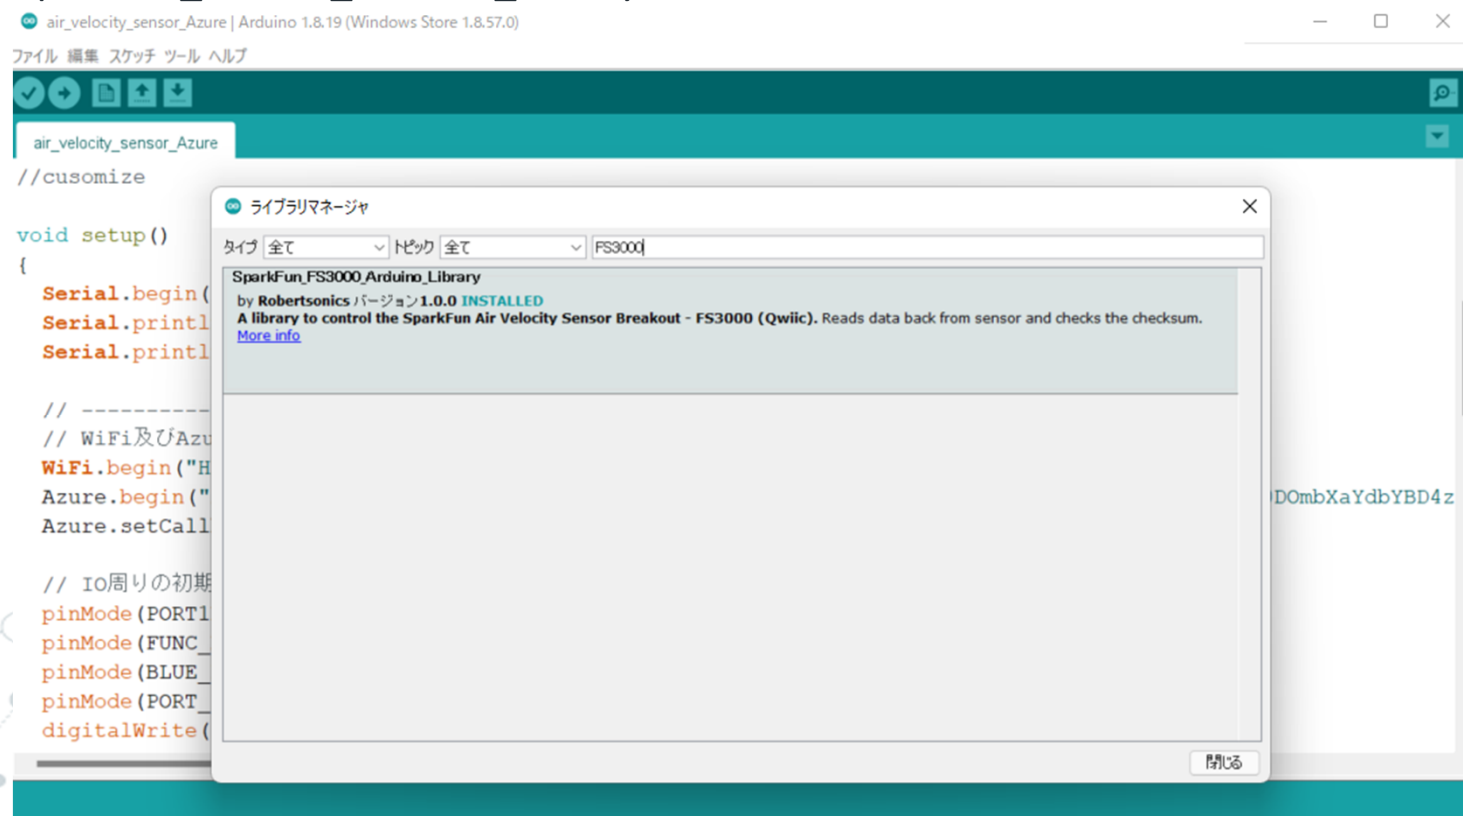 air_velocity_sensor_Azure | Arduino 1.8.19 (Windows Store 1.8.57.0)
ファイル 編集 スケッチ ツール ヘルプ
air_velocity_sensor_Azure
//cusomize
ライブラリマネージャ
void setup()
タイプ 全て トピック 全て FS3000
{
SparkFun_FS3000_Arduino_Library
Serial.begin(
by Robertsonics バージョン1.0.0 INSTALLED
Serial.printl
A library to control the SparkFun Air Velocity Sensor Breakout - FS3000 (Qwiic). Reads data back from sensor and checks the checksum.
More info
Serial.printl
// ----------
// WiFi及びAzu
WiFi.begin("H
Azure.begin("
DOmbXaYdbYBD4z
Azure.setCall
// IO周りの初期
pinMode(PORT1
pinMode(FUNC_
pinMode(BLUE_
pinMode(PORT_
digitalWrite(
閉じる